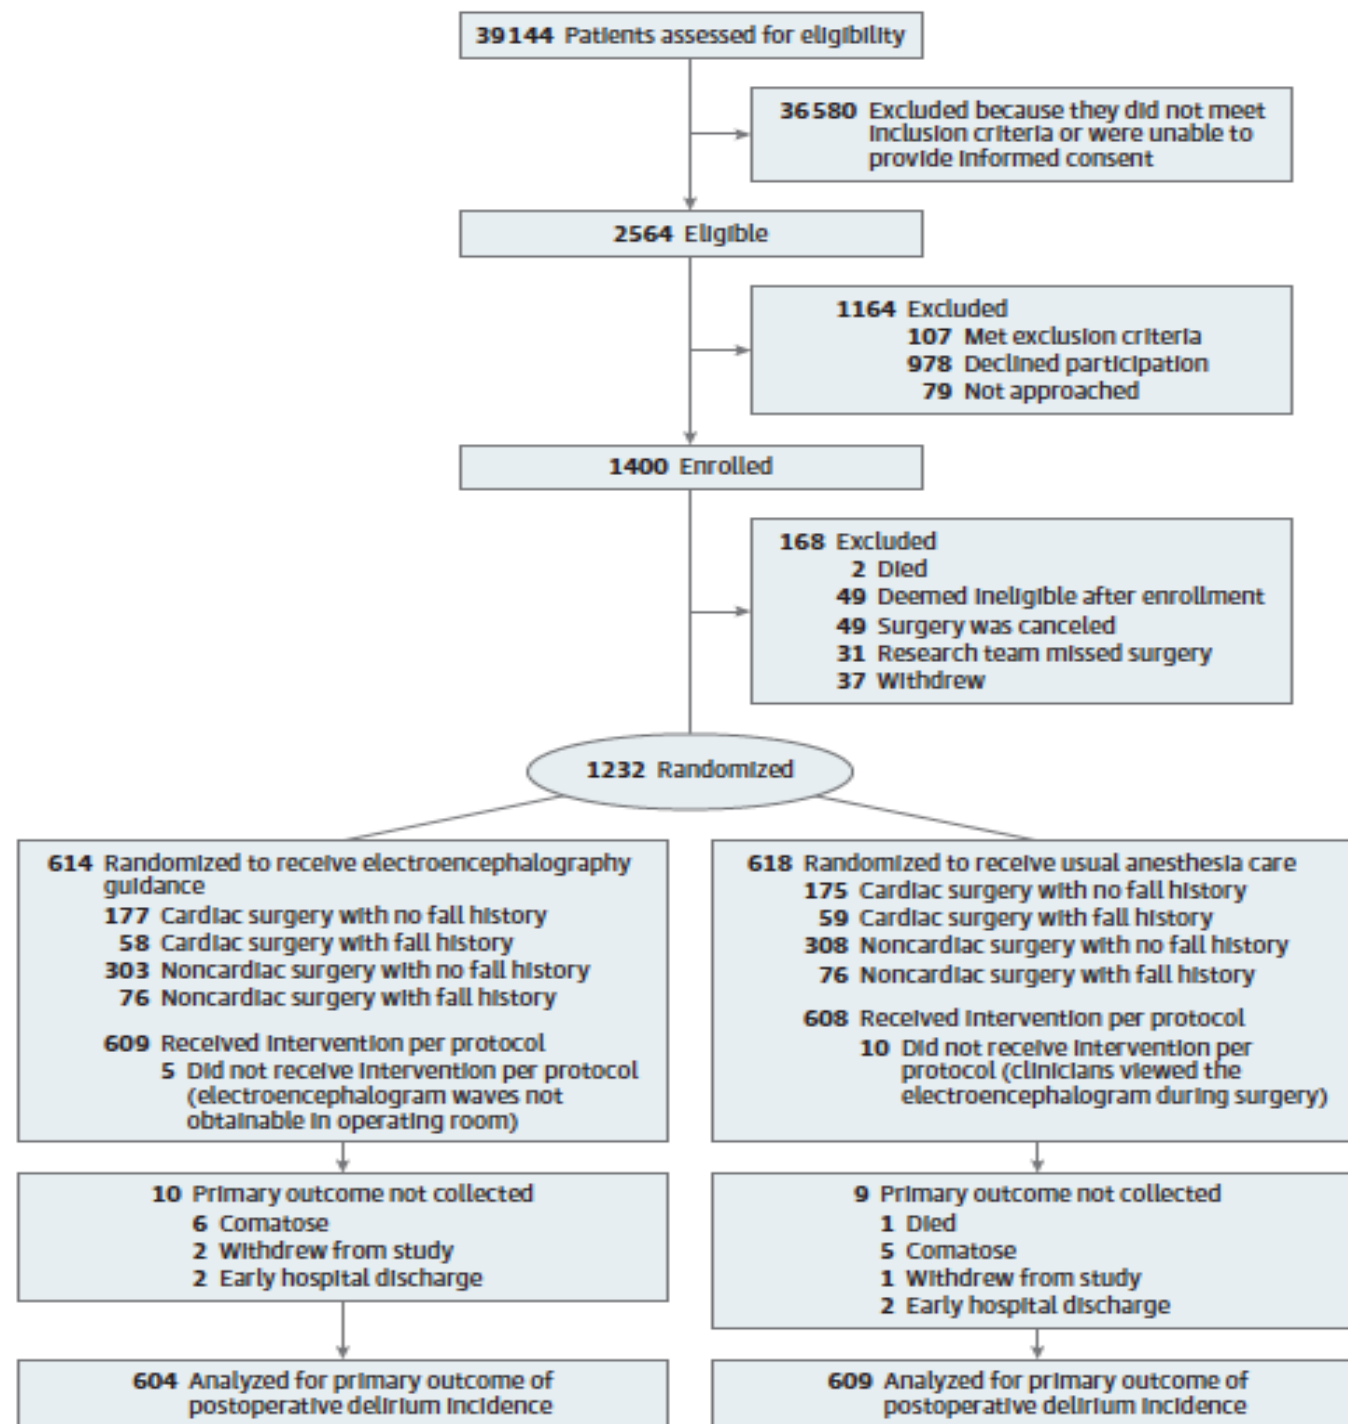 39144 Patients assessed for eligibility
36580 Excluded because they did not meet
inclusion criteria or were unable to
provide informed consent
2564 Eligible
1164 Excluded
107 Met exclusion criteria
978 Declined participation
79 Not approached
1400 Enrolled
168 Excluded
2 Died
49 Deemed ineligible after enrollment
49 Surgery was canceled
31 Research team missed surgery
37 Withdrew
1232 Randomized
614 Randomized to receive electroencephalography
guidance
177 Cardiac surgery with no fall history
58 Cardiac surgery with fall history
303 Noncardiac surgery with no fall history
76 Noncardiac surgery with fall history
609 Received intervention per protocol
5 Did not receive intervention per protocol
(electroencephalogram waves not
obtainable in operating room)
618 Randomized to receive usual anesthesia care
175 Cardiac surgery with no fall history
59 Cardiac surgery with fall history
308 Noncardiac surgery with no fall history
76 Noncardiac surgery with fall history
608 Received intervention per protocol
10 Did not receive intervention per
protocol (clinicians viewed the
electroencephalogram during surgery)
10 Primary outcome not collected
6 Comatose
2 Withdrew from study
2 Early hospital discharge
9 Primary outcome not collected
1 Died
5 Comatose
1 Withdrew from study
2 Early hospital discharge
604 Analyzed for primary outcome of
postoperative delirium incidence
609 Analyzed for primary outcome of
postoperative delirium incidence